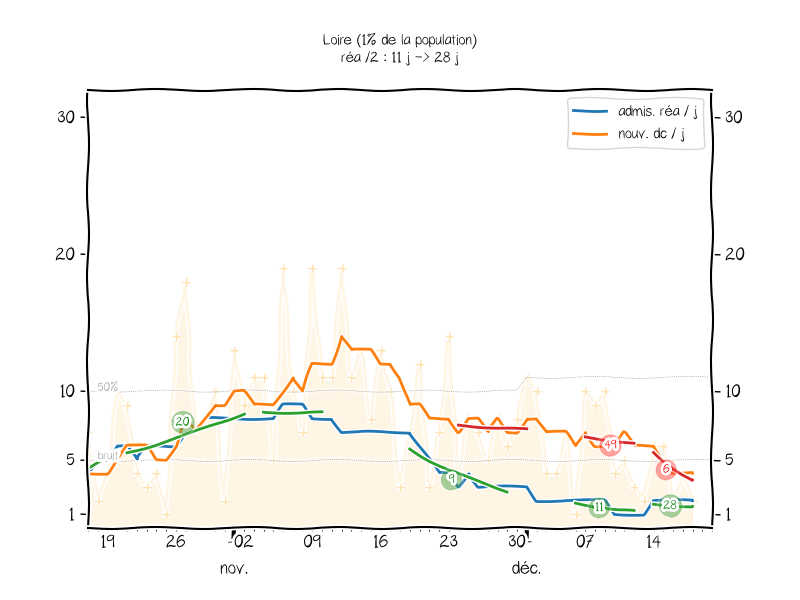 Loire (1% de la population)
réa /2 : 11 j -> 28 j
admis. réa / j
nouv. dc / j
30 30
20 20
50%
10 10
20
49
bruit
5 5
6
9
11
28
1 1
19 26 02 09 16 23 30 07 14
nov. déc.